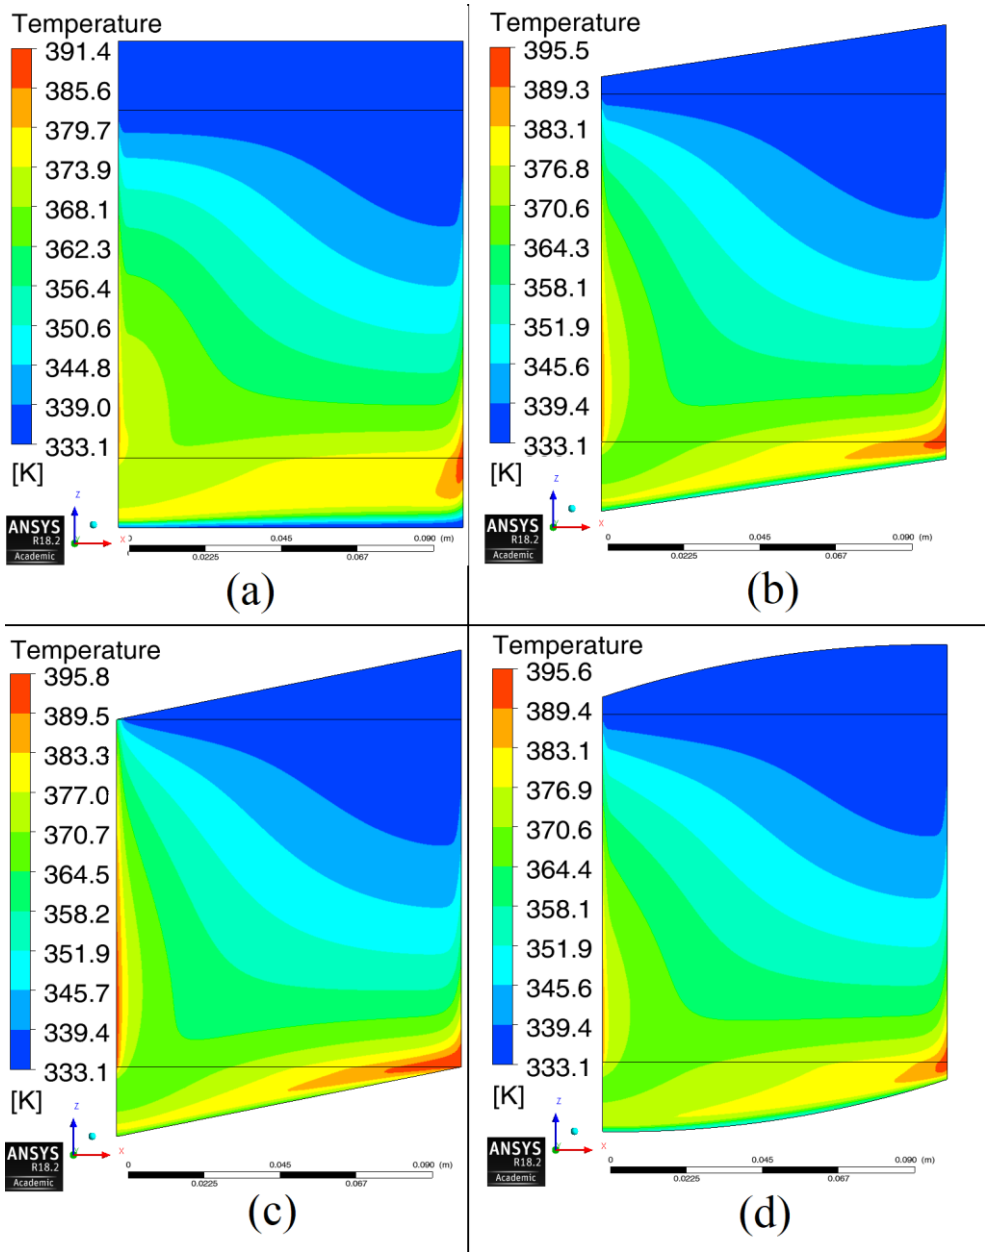 Temperature
391.4
385.6
379.7
373.9
368.1
362.3
356.4
350.6
344.8
339.0
333.1
[K]
Z
Y
X
ANSYS
R18.2
Academic
0 0.045 0.090 (m)
0.0225 0.067
(a)
Temperature
395.5
389.3
383.1
376.8
370.6
364.3
358.1
351.9
345.6
339.4
333.1
[K]
Z
Y
X
ANSYS
R18.2
Academic
0 0.045 0.090 (m)
0.0225 0.067
(b)
Temperature
395.8
389.5
383.3
377.0
370.7
364.5
358.2
351.9
345.7
339.4
333.1
[K]
Z
Y
X
ANSYS
R18.2
Academic
0 0.045 0.090 (m)
0.0225 0.067
(c)
Temperature
395.6
389.4
383.1
376.9
370.6
364.4
358.1
351.9
345.6
339.4
333.1
[K]
Z
Y
X
ANSYS
R18.2
Academic
0 0.045 0.090 (m)
0.0225 0.067
(d)